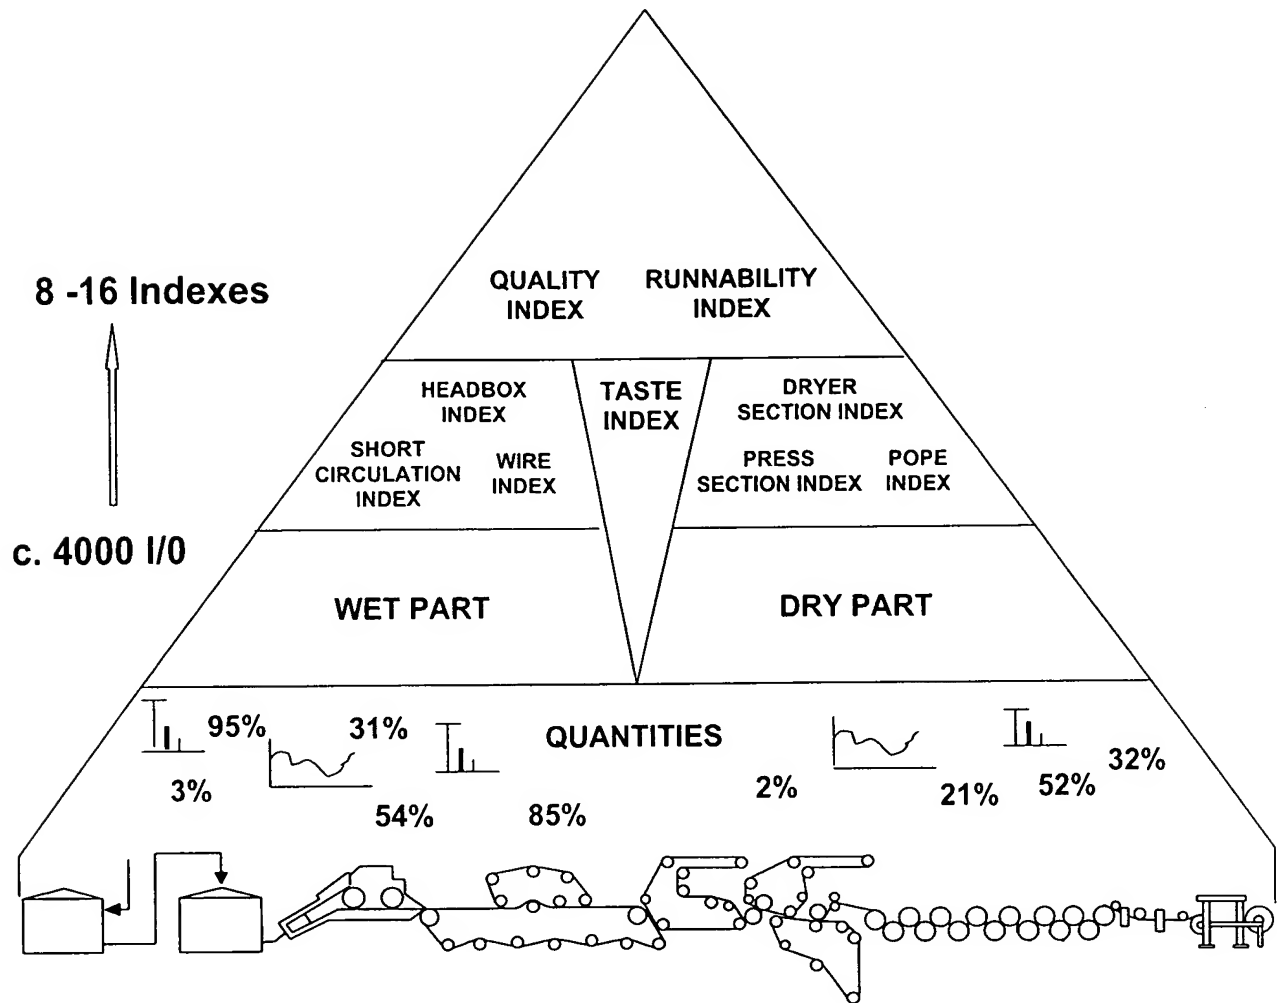 QUALITY
INDEX
RUNNABILITY
INDEX
8 -16 Indexes
HEADBOX
INDEX
TASTE
INDEX
DRYER
SECTION INDEX
SHORT
CIRCULATION
INDEX
WIRE
INDEX
PRESS
SECTION INDEX
POPE
INDEX
c. 4000 I/0
WET PART
DRY PART
QUANTITIES
95%
31%
3%
54%
85%
2%
21%
52%
32%